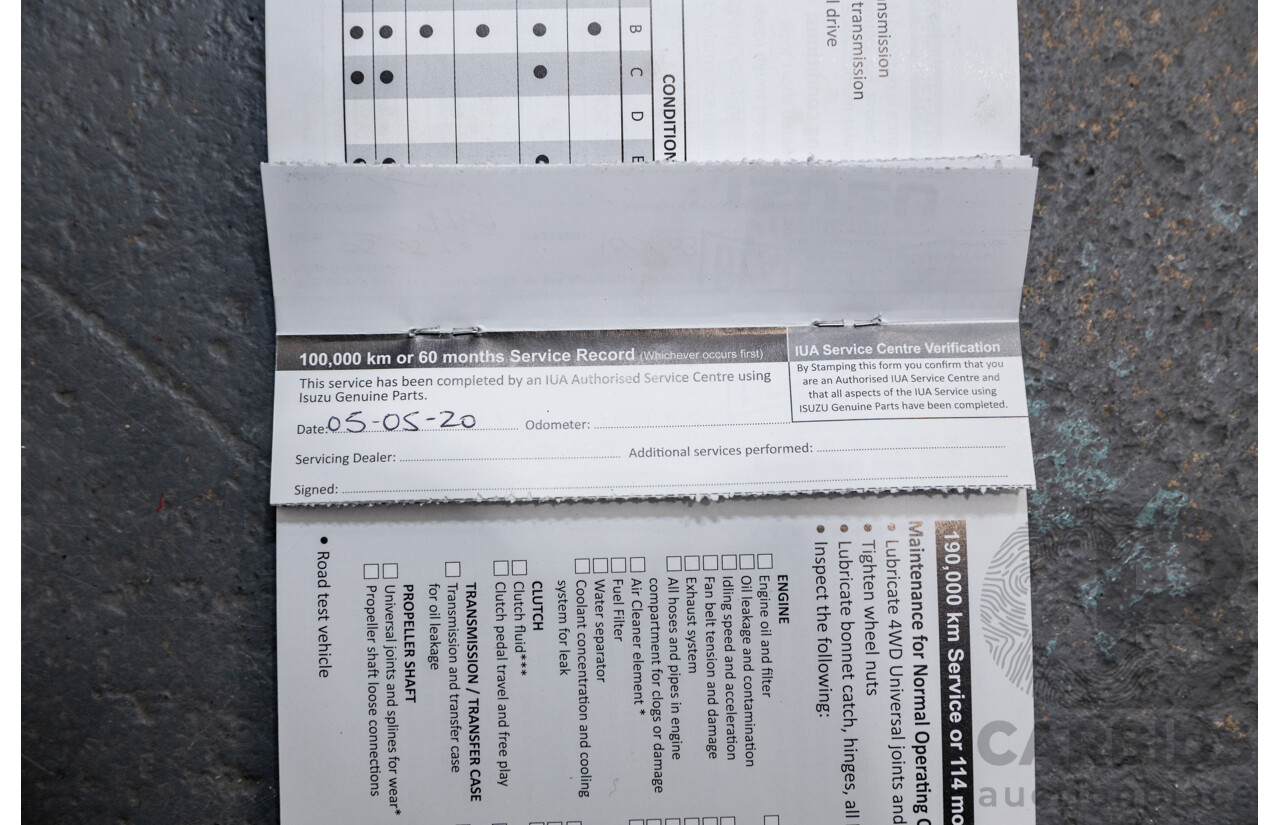 nsmission
transmission
l drive
CONDITION
B
C
D
E
100,000 km or 60 months Service Record (Whichever occurs first)
This service has been completed by an IUA Authorised Service Centre using
Isuzu Genuine Parts.
Date: 05-05-20 Odometer:
Servicing Dealer: Additional services performed:
Signed:
IUA Service Centre Verification
By Stamping this form you confirm that you
are an Authorised IUA Service Centre and
that all aspects of the IUA Service using
ISUZU Genuine Parts have been completed.
190,000 km Service or 114 mo
Maintenance for Normal Operating C
• Lubricate 4WD Universal joints and
• Tighten wheel nuts
• Lubricate bonnet catch, hinges, all
• Inspect the following:
ENGINE
Engine oil and filter
Oil leakage and contamination
Idling speed and acceleration
Fan belt tension and damage
Exhaust system
All hoses and pipes in engine
compartment for clogs or damage
Air Cleaner element *
Fuel Filter
Water separator
Coolant concentration and cooling
system for leak
CLUTCH
Clutch fluid***
Clutch pedal travel and free play
TRANSMISSION / TRANSFER CASE
Transmission and transfer case
for oil leakage
PROPELLER SHAFT
Universal joints and splines for wear*
Propeller shaft loose connections
• Road test vehicle